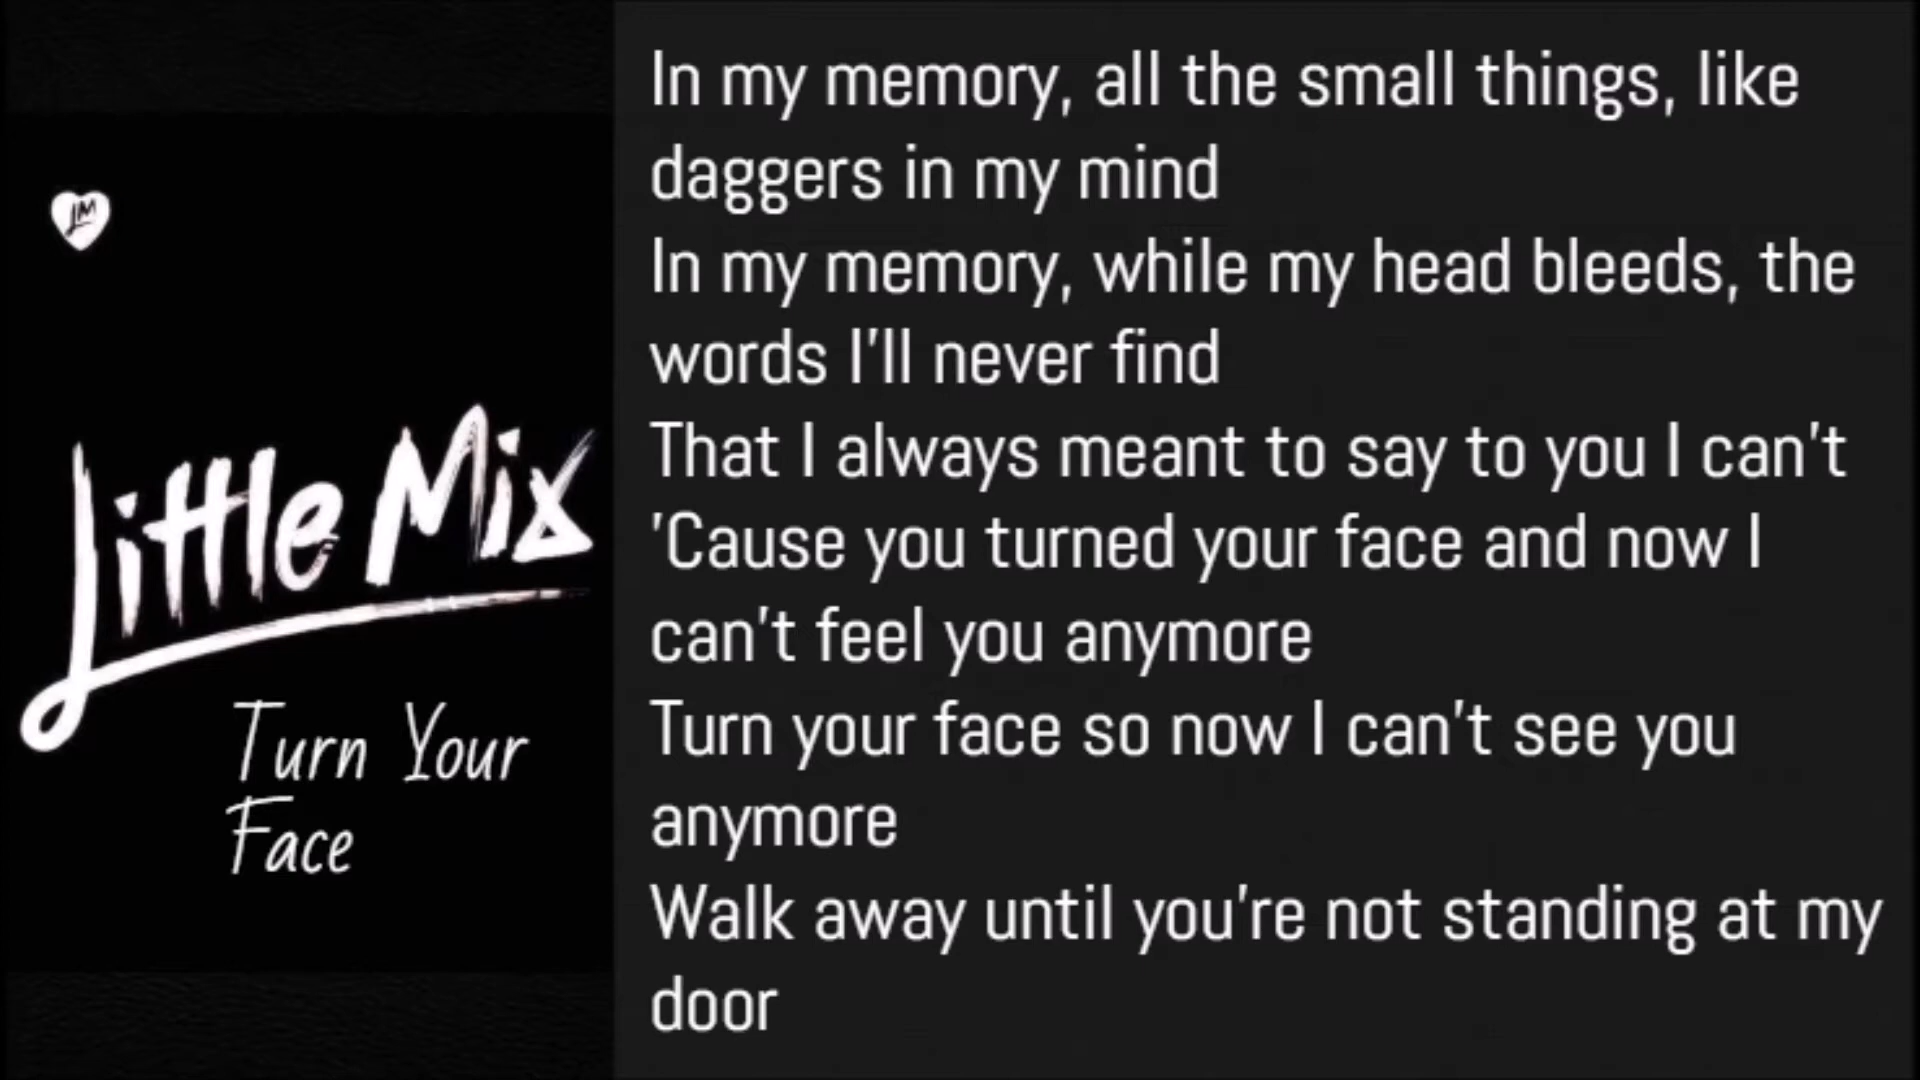 LM
Little Mix
Turn Your
Face
In my memory, all the small things, like
daggers in my mind
In my memory, while my head bleeds, the
words I'll never find
That I always meant to say to you I can't
'Cause you turned your face and now I
can't feel you anymore
Turn your face so now I can't see you
anymore
Walk away until you're not standing at my
door